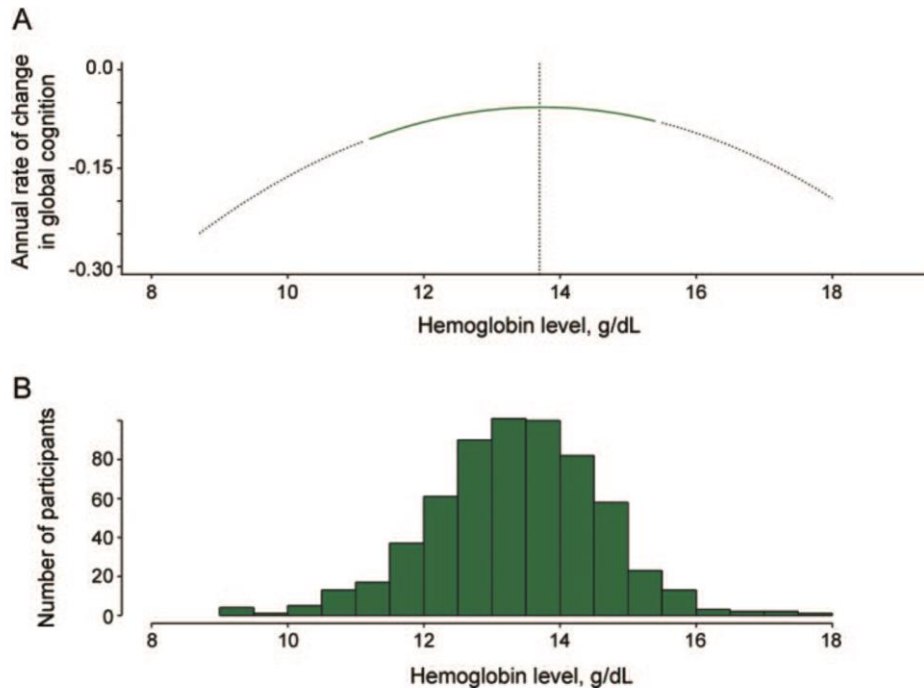 A
Annual rate of change
in global cognition
0.0
-0.15
-0.30
8 10 12 14 16 18
Hemoglobin level, g/dL
B
Number of participants
80
60
40
20
0
8 10 12 14 16 18
Hemoglobin level, g/dL